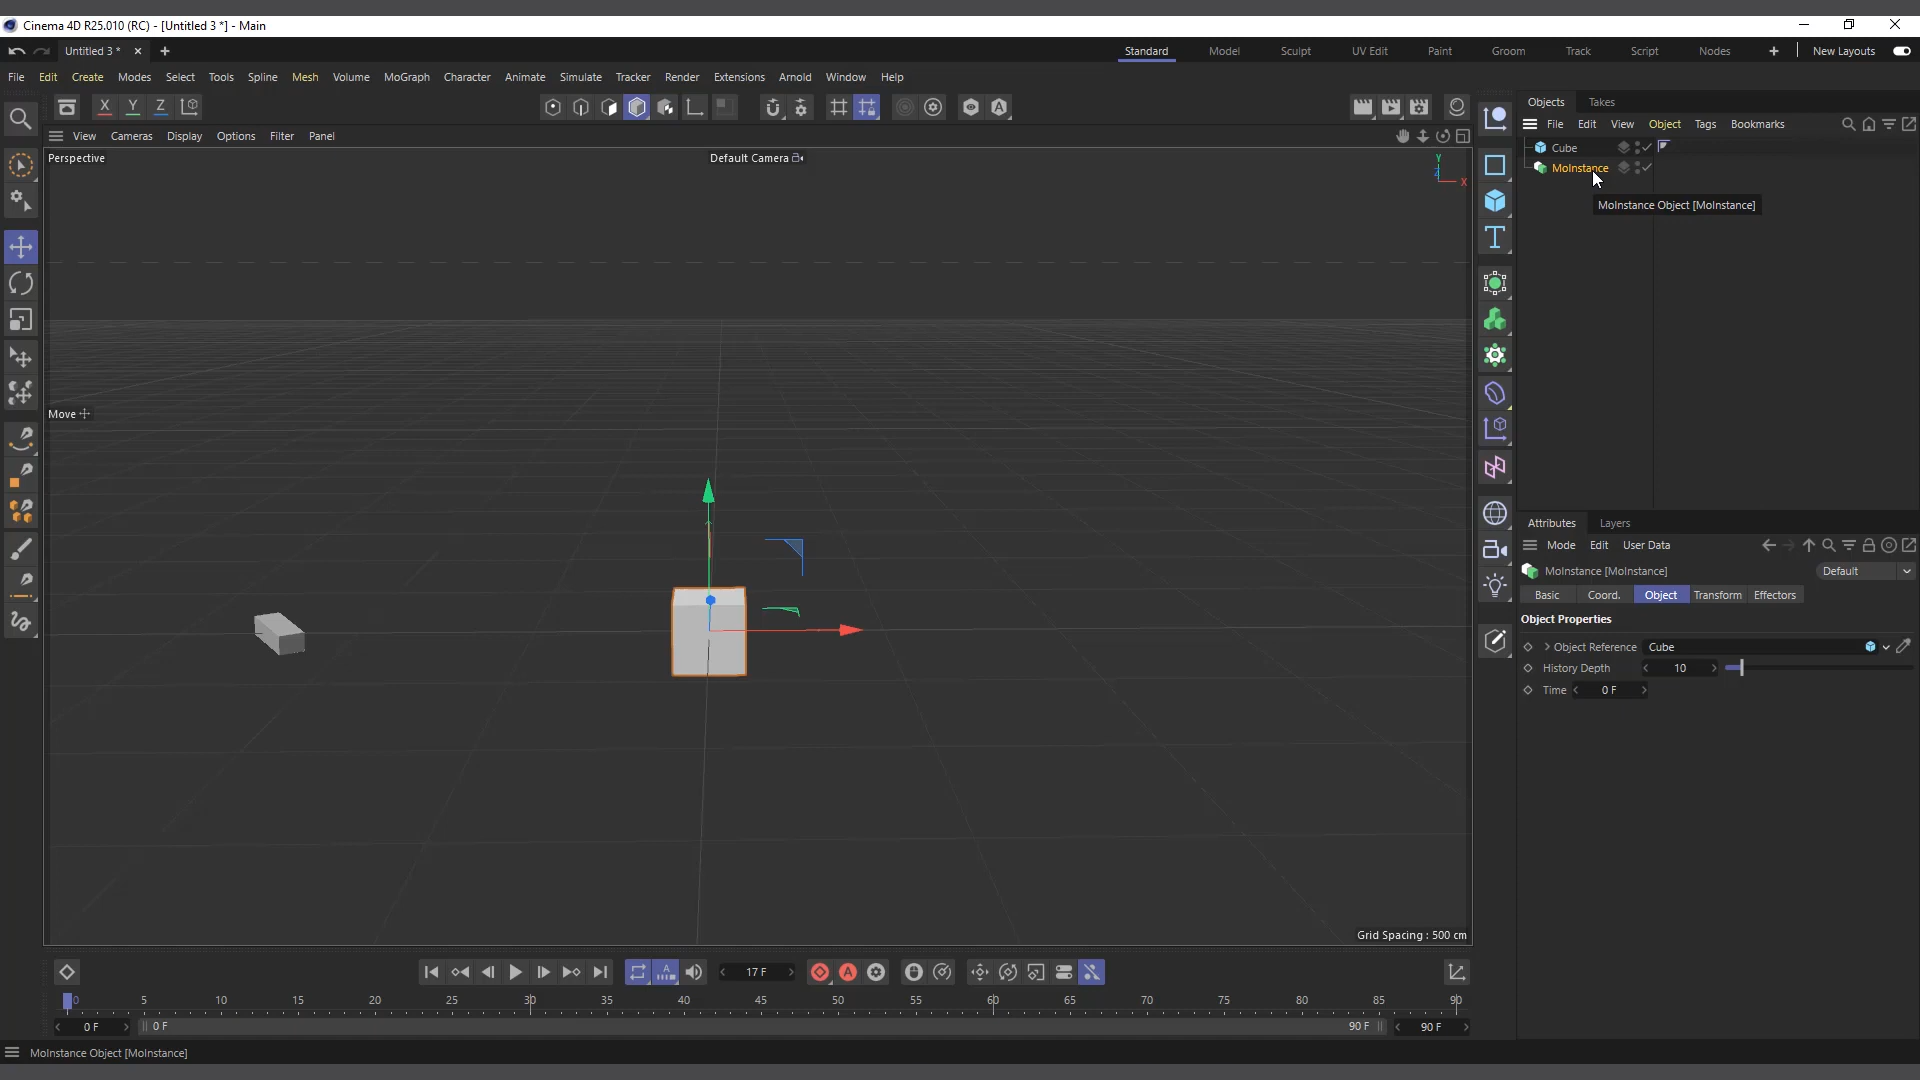 Cinema 4D R25.010 (RC) - [Untitled 3 *] - Main
Untitled 3 *
Standard Model Sculpt UV Edit Paint Groom Track Script Nodes New Layouts
File Edit Create Modes Select Tools Spline Mesh Volume MoGraph Character Animate Simulate Tracker Render Extensions Arnold Window Help
X Y Z
Objects Takes
File Edit View Object Tags Bookmarks
View Cameras Display Options Filter Panel
Cube
MoInstance
MoInstance Object [MoInstance]
Perspective
Default Camera
Y
Z
X
Move
Grid Spacing : 500 cm
Attributes Layers
Mode Edit User Data
MoInstance [MoInstance]
Default
Basic Coord. Object Transform Effectors
Object Properties
Object Reference Cube
History Depth 10
Time 0 F
17 F
0 5 10 15 20 25 30 35 40 45 50 55 60 65 70 75 80 85 90
0 F 0 F 90 F 90 F
MoInstance Object [MoInstance]